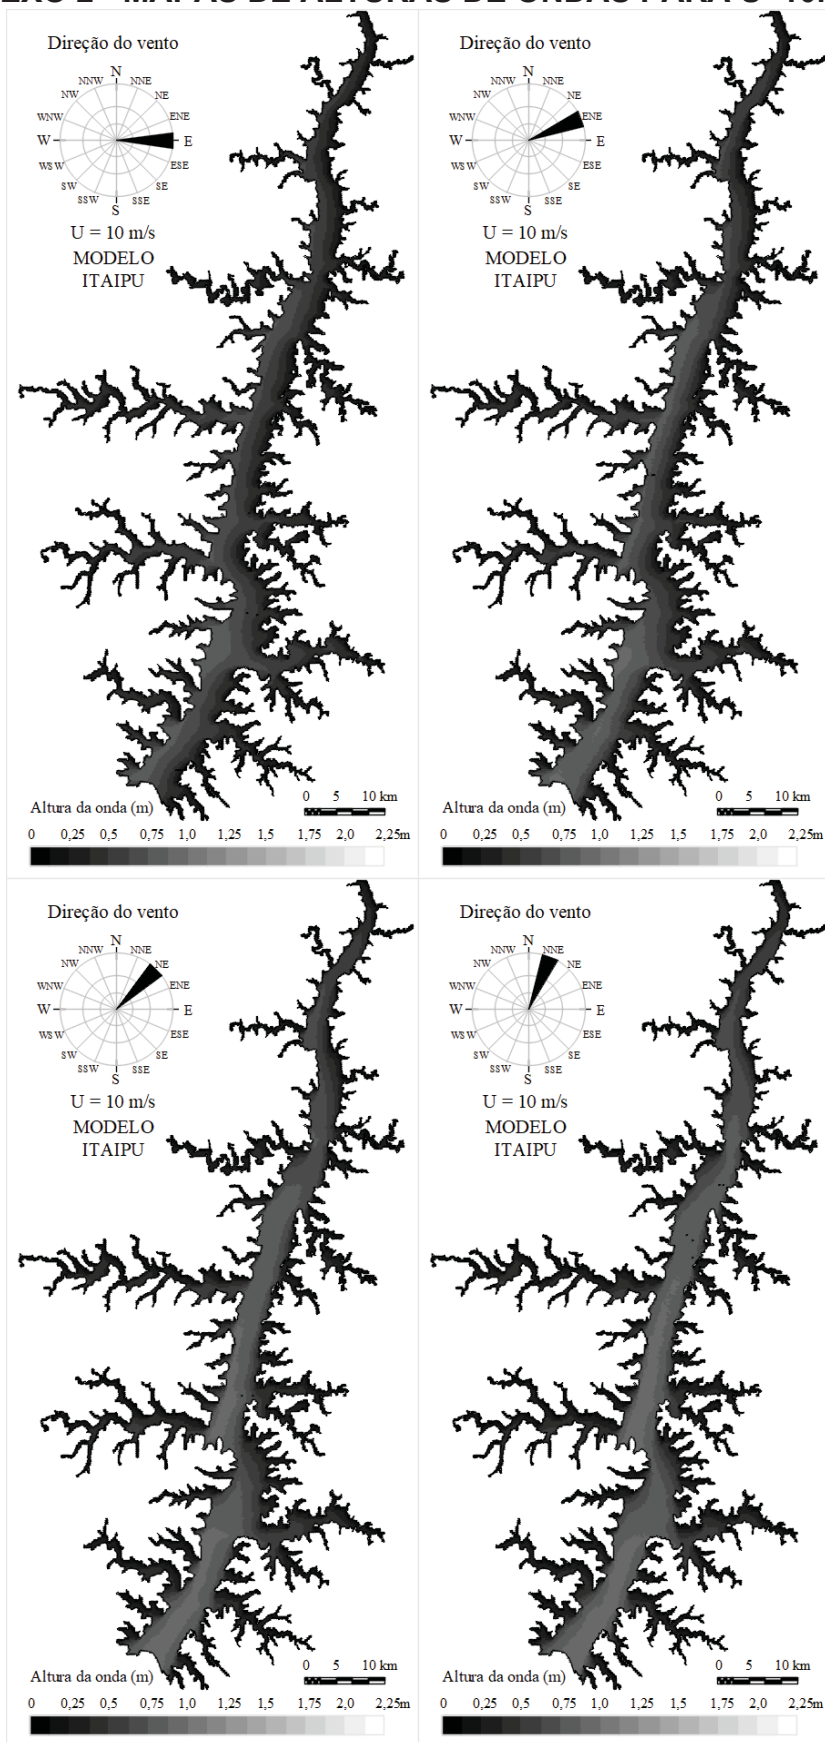 MAPAS DE ALTURAS DE ONDAS PARA
Direção do vento
N
NNW NNE
NW NE
WNW ENE
W E
WSW ESE
SW SE
SSW SSE
S
U = 10 m/s
MODELO
ITAIPU
Altura da onda (m)
0 5 10 km
0 0,25 0,5 0,75 1,0 1,25 1,5 1,75 2,0 2,25m
Direção do vento
N
NNW NNE
NW NE
WNW ENE
W E
WSW ESE
SW SE
SSW SSE
S
U = 10 m/s
MODELO
ITAIPU
Altura da onda (m)
0 5 10 km
0 0,25 0,5 0,75 1,0 1,25 1,5 1,75 2,0 2,25m
Direção do vento
N
NNW NNE
NW NE
WNW ENE
W E
WSW ESE
SW SE
SSW SSE
S
U = 10 m/s
MODELO
ITAIPU
Altura da onda (m)
0 5 10 km
0 0,25 0,5 0,75 1,0 1,25 1,5 1,75 2,0 2,25m
Direção do vento
N
NNW NNE
NW NE
WNW ENE
W E
WSW ESE
SW SE
SSW SSE
S
U = 10 m/s
MODELO
ITAIPU
Altura da onda (m)
0 5 10 km
0 0,25 0,5 0,75 1,0 1,25 1,5 1,75 2,0 2,25m